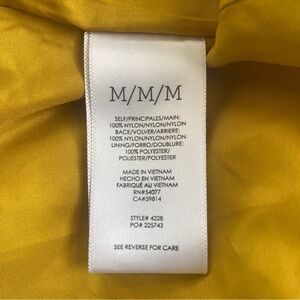 M/M/M
SELF/PRINCIPALES/MAIN:
100% NYLON/NYLON/NYLON
BACK/VOLVER/ARRIERE:
100% NYLON/NYLON/NYLON
LINING/FORRO/DOUBLURE:
100% POLYESTER/
POLIESTER/POLYESTER
MADE IN VIETNAM
HECHO EN VIETNAM
FABRIQUÉ AU VIETNAM
RN#54077
CA#59814
STYLE# 4228
PO# 225743
SEE REVERSE FOR CARE